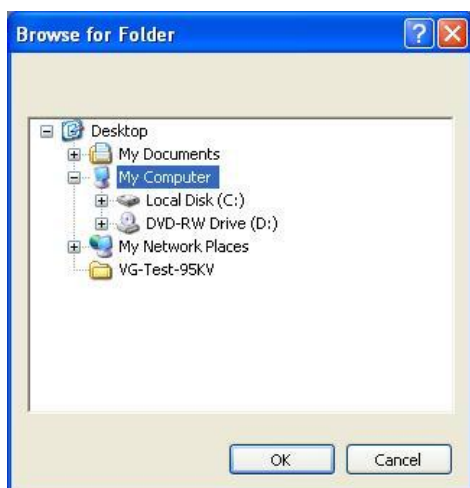 Browse for Folder
Desktop
My Documents
My Computer
Local Disk (C:)
DVD-RW Drive (D:)
My Network Places
VG-Test-95KV
OK Cancel